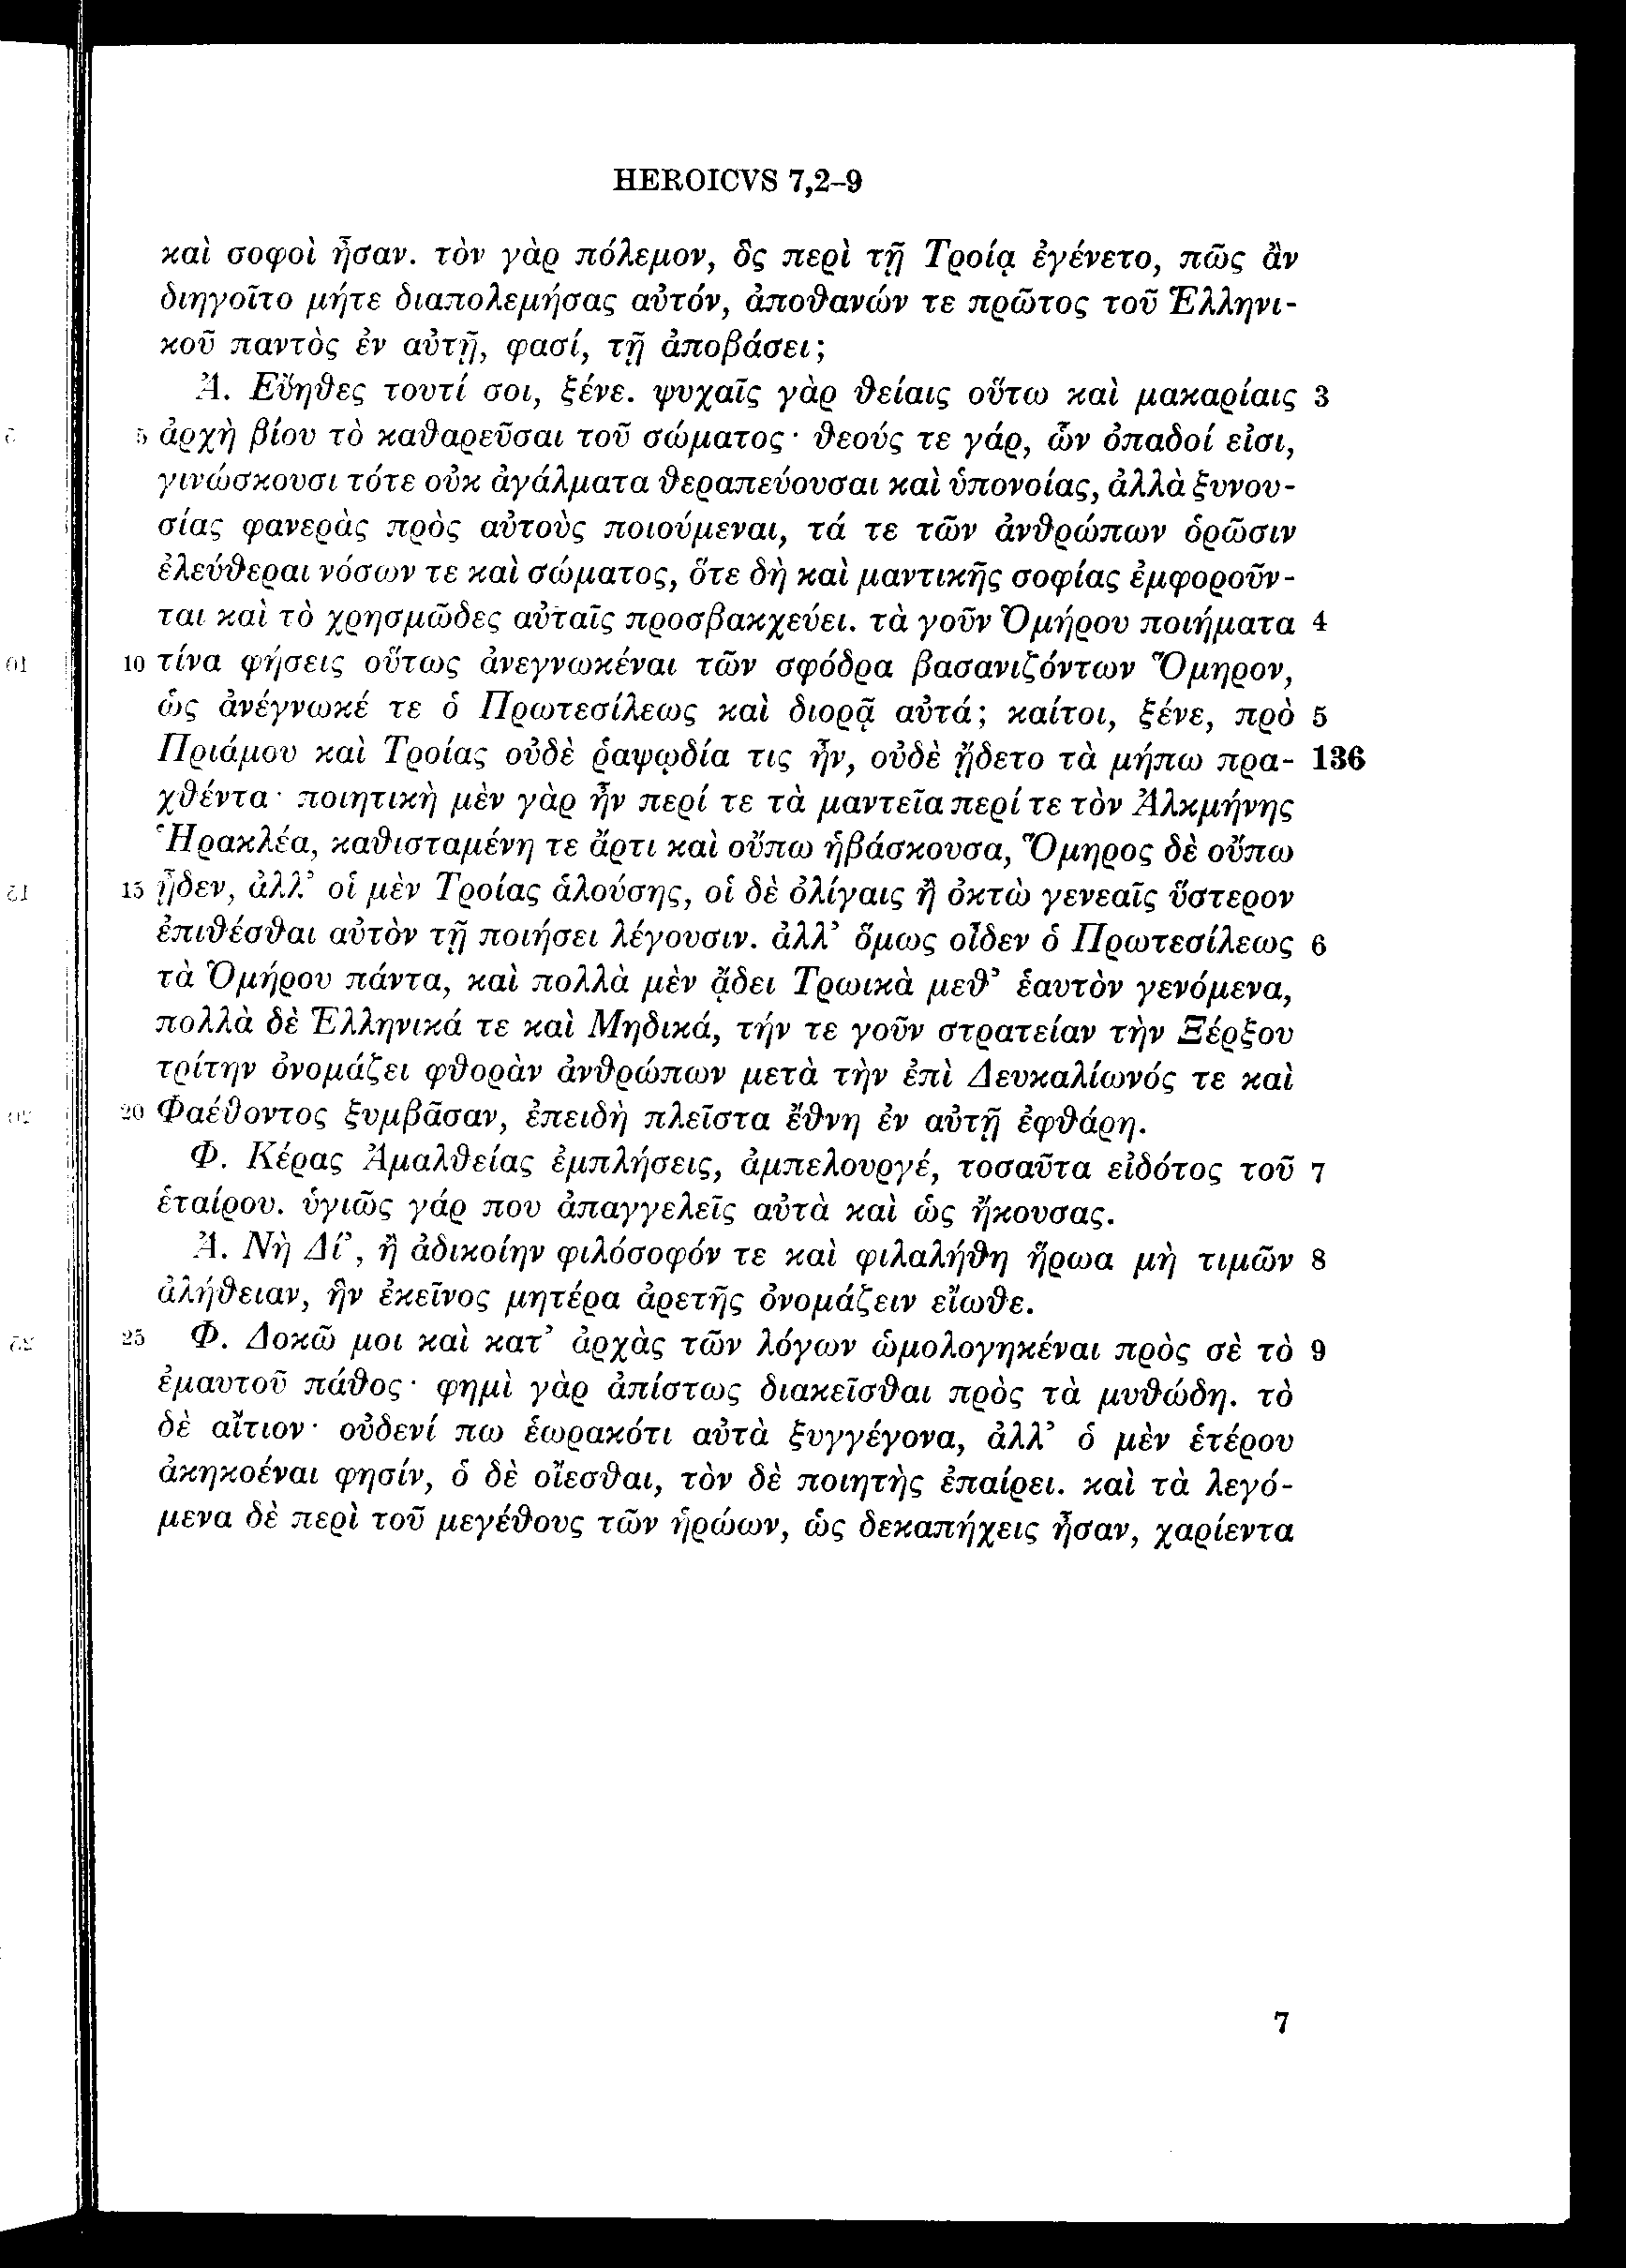 HEROICVS 7,2–9
καὶ σοφοὶ ἦσαν. τὸν γὰρ πόλεμον, ὃς περὶ τῇ Τροίᾳ ἐγένετο, πῶς ἂν
διηγοῖτο μήτε διαπολεμήσας αὐτόν, ἀποθανών τε πρῶτος τοῦ Ἑλληνι-
κοῦ παντὸς ἐν αὐτῇ, φασί, τῇ ἀποβάσει;
Ἀ. Εὔηθες τουτί σοι, ξένε. ψυχαῖς γὰρ θείαις οὕτω καὶ μακαρίαις 3
5 ἀρχὴ βίου τὸ καθαρεῦσαι τοῦ σώματος· θεούς τε γάρ, ὧν ὀπαδοί εἰσι,
γινώσκουσι τότε οὐκ ἀγάλματα θεραπεύουσαι καὶ ὑπονοίας, ἀλλὰ ξυνου-
σίας φανερὰς πρὸς αὐτοὺς ποιούμεναι, τά τε τῶν ἀνθρώπων ὁρῶσιν
ἐλεύθεραι νόσων τε καὶ σώματος, ὅτε δὴ καὶ μαντικῆς σοφίας ἐμφοροῦν-
ται καὶ τὸ χρησμῶδες αὐταῖς προσβακχεύει. τὰ γοῦν Ὁμήρου ποιήματα 4
10 τίνα φήσεις οὕτως ἀνεγνωκέναι τῶν σφόδρα βασανιζόντων Ὅμηρον,
ὡς ἀνέγνωκέ τε ὁ Πρωτεσίλεως καὶ διορᾷ αὐτά; καίτοι, ξένε, πρὸ 5
Πριάμου καὶ Τροίας οὐδὲ ῥαψῳδία τις ἦν, οὐδὲ ᾔδετο τὰ μήπω πρα- 136
χθέντα· ποιητικὴ μὲν γὰρ ἦν περί τε τὰ μαντεῖα περί τε τὸν Ἀλκμήνης
Ἡρακλέα, καθισταμένη τε ἄρτι καὶ οὔπω ἡβάσκουσα, Ὅμηρος δὲ οὔπω
15 ᾖδεν, ἀλλ’ οἱ μὲν Τροίας ἁλούσης, οἱ δὲ ὀλίγαις ἢ ὀκτὼ γενεαῖς ὕστερον
ἐπιθέσθαι αὐτὸν τῇ ποιήσει λέγουσιν. ἀλλ’ ὅμως οἶδεν ὁ Πρωτεσίλεως 6
τὰ Ὁμήρου πάντα, καὶ πολλὰ μὲν ᾄδει Τρωικὰ μεθ’ ἑαυτὸν γενόμενα,
πολλὰ δὲ Ἑλληνικά τε καὶ Μηδικά, τήν τε γοῦν στρατείαν τὴν Ξέρξου
τρίτην ὀνομάζει φθορὰν ἀνθρώπων μετὰ τὴν ἐπὶ Δευκαλίωνός τε καὶ
20 Φαέθοντος ξυμβᾶσαν, ἐπειδὴ πλεῖστα ἔθνη ἐν αὐτῇ ἐφθάρη.
Φ. Κέρας Ἀμαλθείας ἐμπλήσεις, ἀμπελουργέ, τοσαῦτα εἰδότος τοῦ 7
ἑταίρου. ὑγιῶς γάρ που ἀπαγγελεῖς αὐτὰ καὶ ὡς ἤκουσας.
Ἀ. Νὴ Δί’, ἢ ἀδικοίην φιλόσοφόν τε καὶ φιλαλήθη ἥρωα μὴ τιμῶν 8
ἀλήθειαν, ἣν ἐκεῖνος μητέρα ἀρετῆς ὀνομάζειν εἴωθε.
25 Φ. Δοκῶ μοι καὶ κατ’ ἀρχὰς τῶν λόγων ὡμολογηκέναι πρὸς σὲ τὸ 9
ἐμαυτοῦ πάθος· φημὶ γὰρ ἀπίστως διακεῖσθαι πρὸς τὰ μυθώδη. τὸ
δὲ αἴτιον· οὐδενί πω ἑωρακότι αὐτὰ ξυγγέγονα, ἀλλ’ ὁ μὲν ἑτέρου
ἀκηκοέναι φησίν, ὁ δὲ οἴεσθαι, τὸν δὲ ποιητὴς ἐπαίρει. καὶ τὰ λεγό-
μενα δὲ περὶ τοῦ μεγέθους τῶν ἡρώων, ὡς δεκαπήχεις ἦσαν, χαρίεντα
7